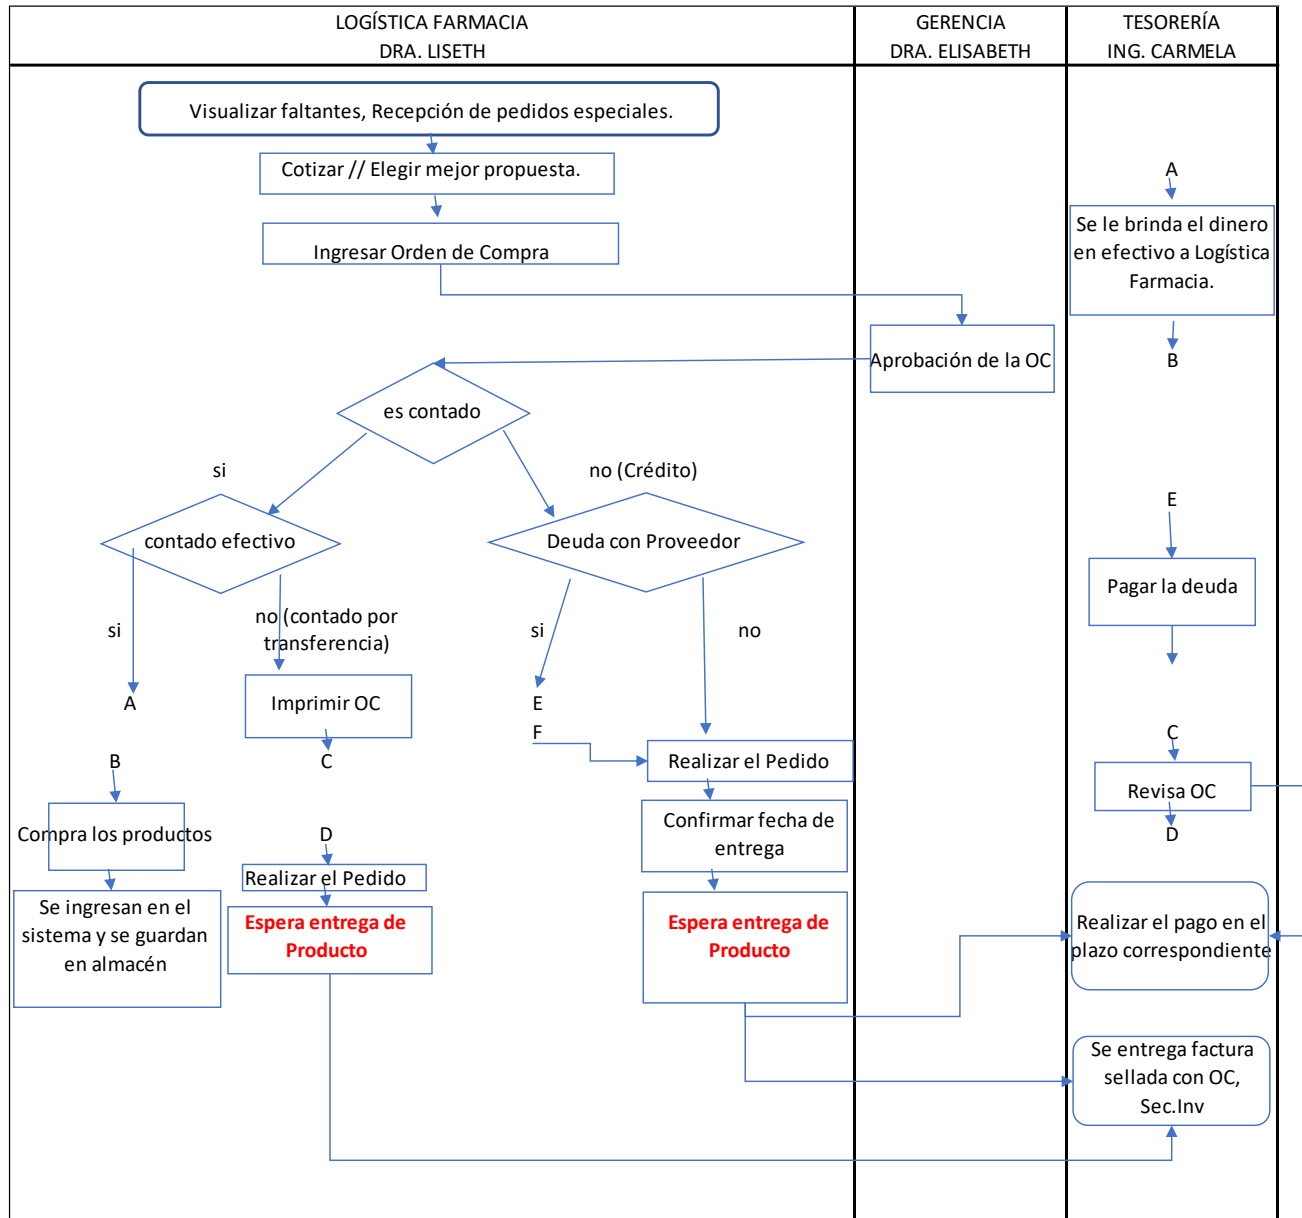 LOGÍSTICA FARMACIA
DRA. LISETH
GERENCIA
DRA. ELISABETH
TESORERÍA
ING. CARMELA
Visualizar faltantes, Recepción de pedidos especiales.
Cotizar // Elegir mejor propuesta.
A
Ingresar Orden de Compra
Se le brinda el dinero
en efectivo a Logística
Farmacia.
Aprobación de la OC
B
es contado
si
no (Crédito)
E
contado efectivo
Deuda con Proveedor
Pagar la deuda
si
no (contado por
transferencia)
si
no
A
Imprimir OC
E
F
C
B
C
Realizar el Pedido
Revisa OC
Compra los productos
D
Confirmar fecha de
entrega
D
Realizar el Pedido
Se ingresan en el
sistema y se guardan
en almacén
Espera entrega de
Producto
Espera entrega de
Producto
Realizar el pago en el
plazo correspondiente
Se entrega factura
sellada con OC,
Sec.Inv